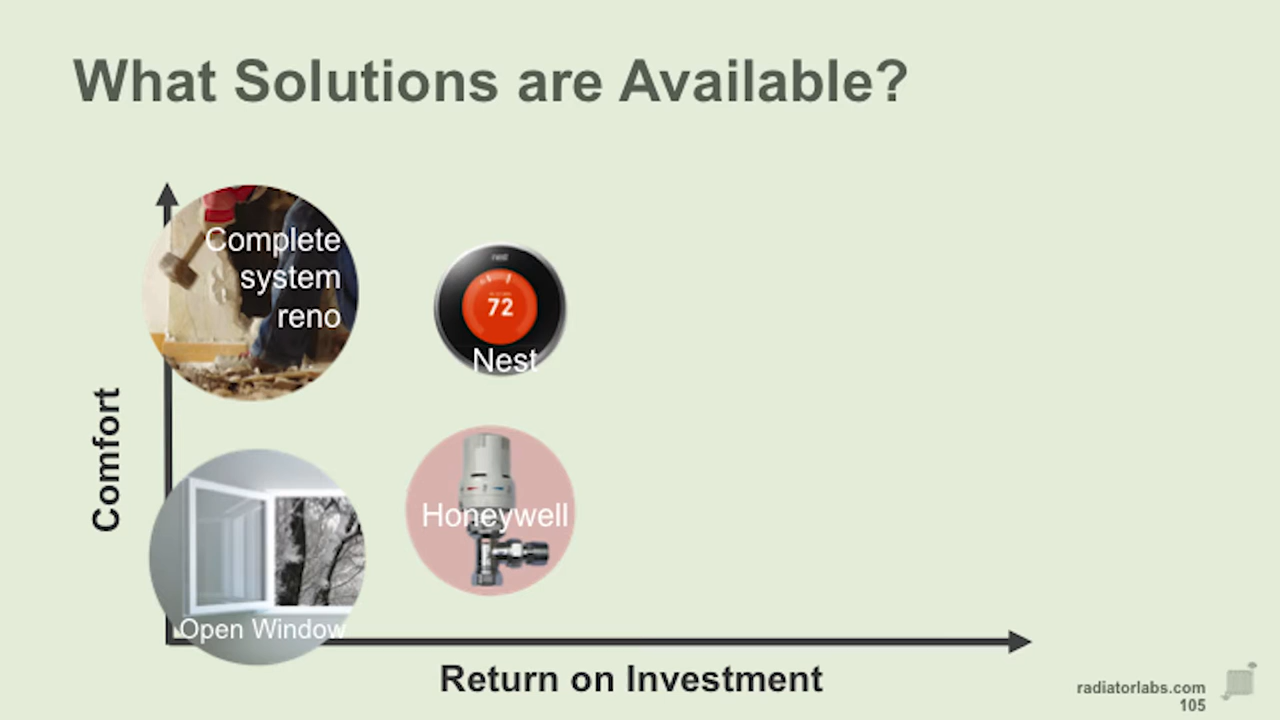 What Solutions are Available?
Complete
system
reno
nest
72
Nest
Comfort
Honeywell
Open Window
Return on Investment
radiatorlabs.com
105